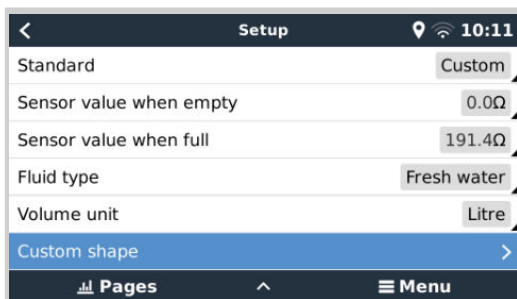 Setup 10:11
Standard Custom
Sensor value when empty 0.0Ω
Sensor value when full 191.4Ω
Fluid type Fresh water
Volume unit Litre
Custom shape
Pages Menu